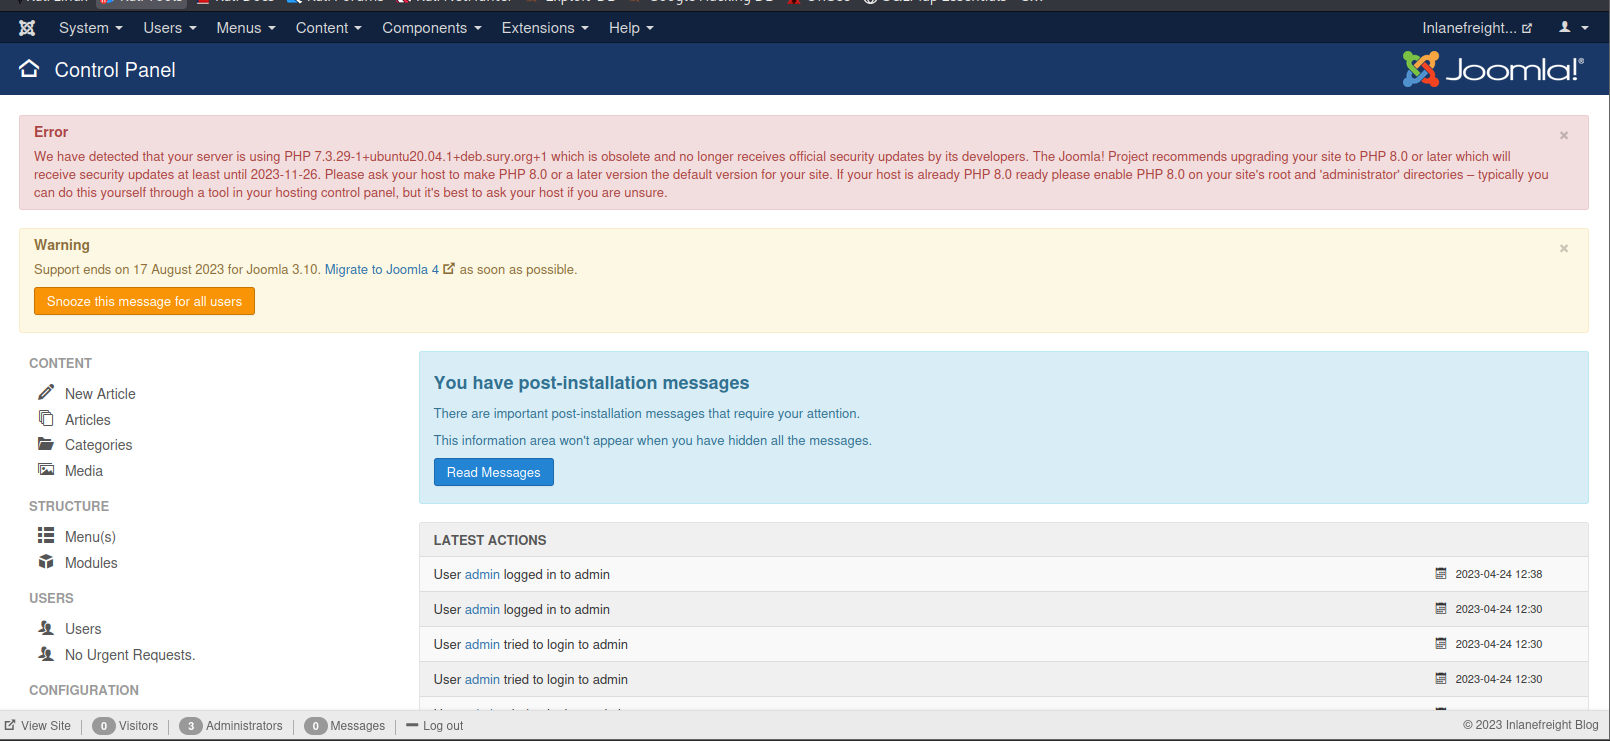 System Users Menus Content Components Extensions Help Inlanefreight...
Control Panel Joomla!®
Error ×
We have detected that your server is using PHP 7.3.29-1+ubuntu20.04.1+deb.sury.org+1 which is obsolete and no longer receives official security updates by its developers. The Joomla! Project recommends upgrading your site to PHP 8.0 or later which will
receive security updates at least until 2023-11-26. Please ask your host to make PHP 8.0 or a later version the default version for your site. If your host is already PHP 8.0 ready please enable PHP 8.0 on your site's root and 'administrator' directories – typically you
can do this yourself through a tool in your hosting control panel, but it's best to ask your host if you are unsure.
Warning ×
Support ends on 17 August 2023 for Joomla 3.10. Migrate to Joomla 4 as soon as possible.
Snooze this message for all users
CONTENT
New Article
Articles
Categories
Media
STRUCTURE
Menu(s)
Modules
USERS
Users
No Urgent Requests.
CONFIGURATION
You have post-installation messages
There are important post-installation messages that require your attention.
This information area won't appear when you have hidden all the messages.
Read Messages
LATEST ACTIONS
User admin logged in to admin 2023-04-24 12:38
User admin logged in to admin 2023-04-24 12:30
User admin tried to login to admin 2023-04-24 12:30
User admin tried to login to admin 2023-04-24 12:30
View Site 0 Visitors 3 Administrators 0 Messages Log out © 2023 Inlanefreight Blog